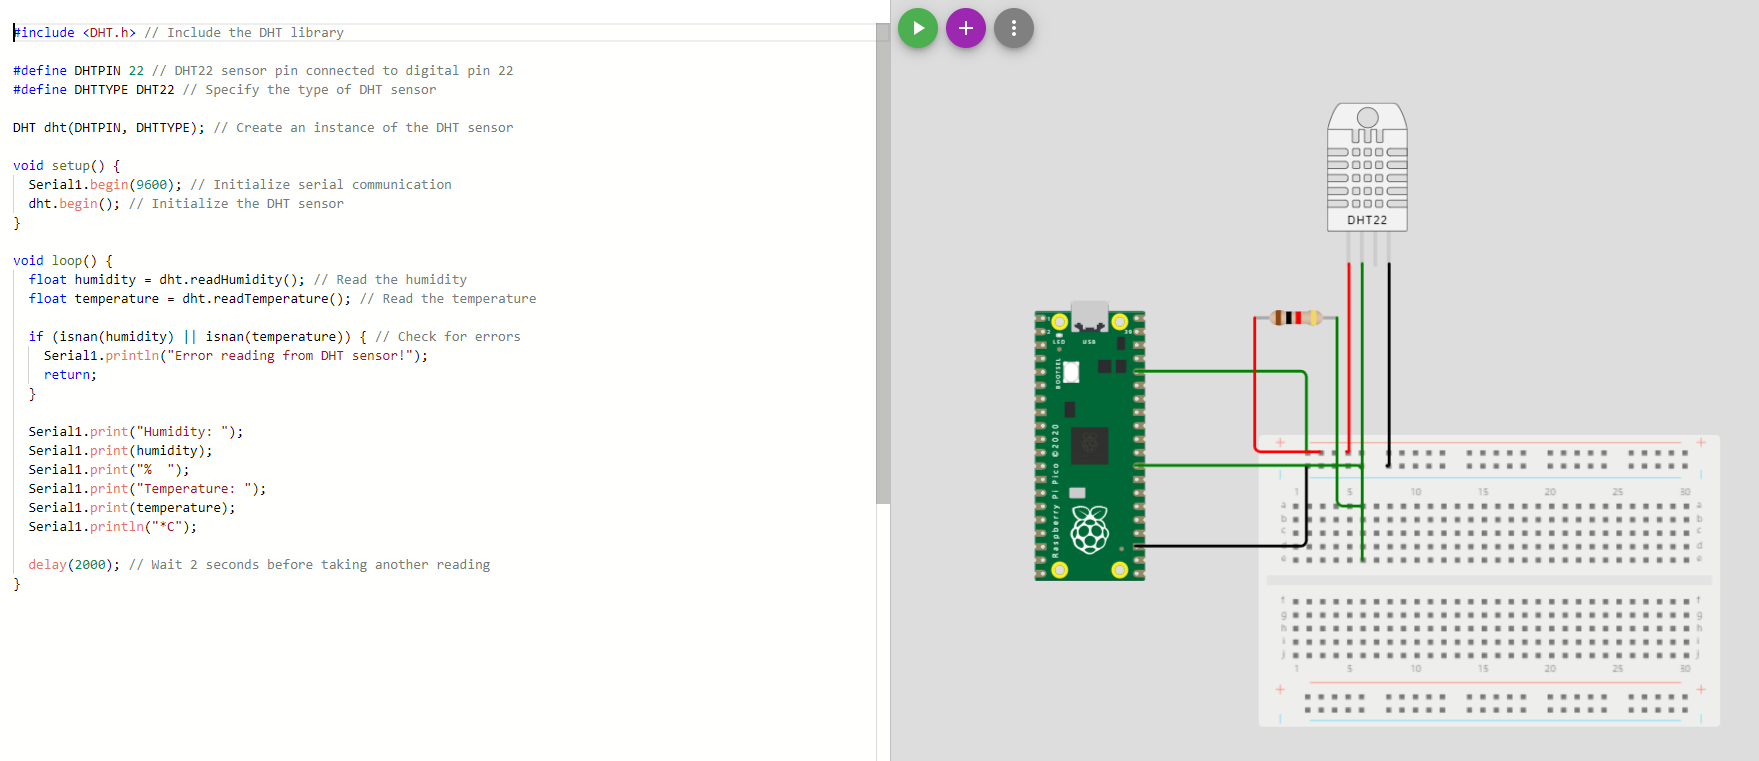 #include <DHT.h> // Include the DHT library
#define DHTPIN 22 // DHT22 sensor pin connected to digital pin 22
#define DHTTYPE DHT22 // Specify the type of DHT sensor
DHT dht(DHTPIN, DHTTYPE); // Create an instance of the DHT sensor
void setup() {
  Serial1.begin(9600); // Initialize serial communication
  dht.begin(); // Initialize the DHT sensor
}
void loop() {
  float humidity = dht.readHumidity(); // Read the humidity
  float temperature = dht.readTemperature(); // Read the temperature
  if (isnan(humidity) || isnan(temperature)) { // Check for errors
    Serial1.println("Error reading from DHT sensor!");
    return;
  }
  Serial1.print("Humidity: ");
  Serial1.print(humidity);
  Serial1.print("%  ");
  Serial1.print("Temperature: ");
  Serial1.print(temperature);
  Serial1.println("*C");
  delay(2000); // Wait 2 seconds before taking another reading
}
DHT22
LED USB
BOOTSEL
Raspberry Pi Pico ©2020
+ +
1 5 10 15 20 25 30
a a
b b
c c
d d
e e
f f
g g
h h
i i
j j
1 5 10 15 20 25 30
+ +